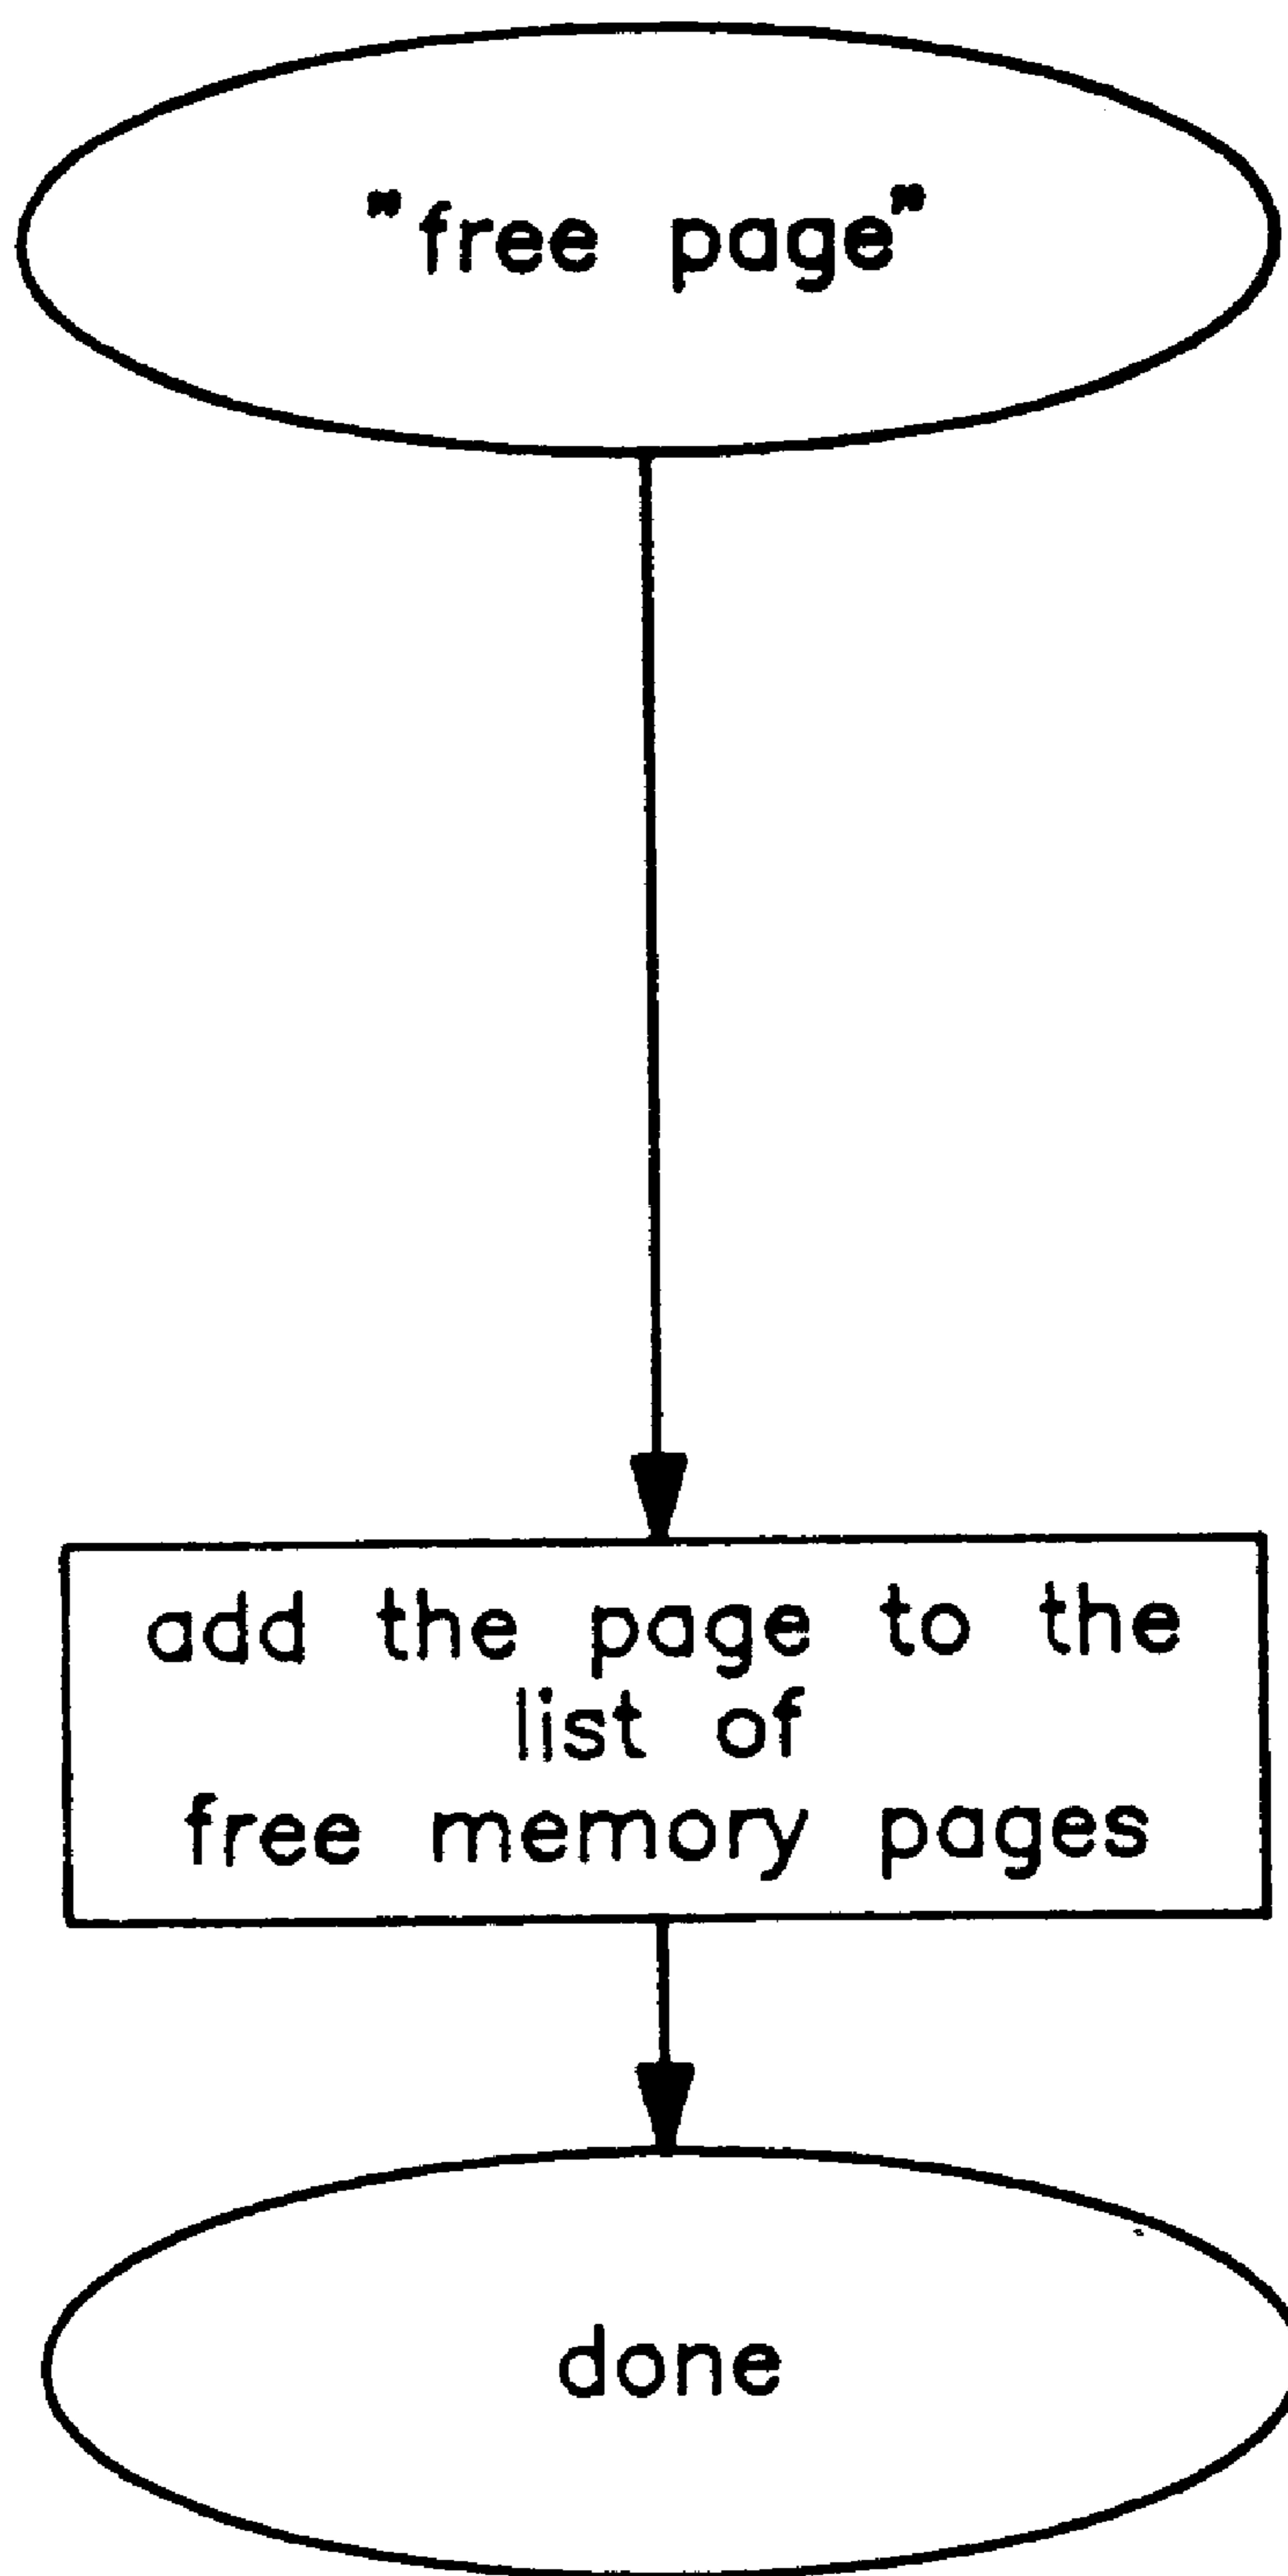 "free page"
add the page to the
list of
free memory pages
done